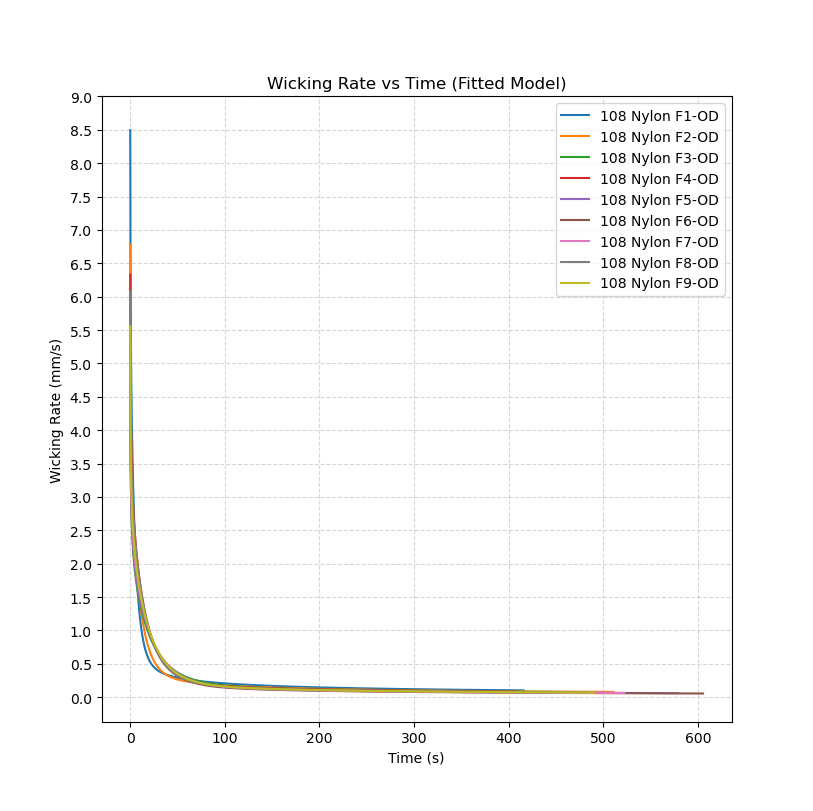 Wicking Rate vs Time (Fitted Model)
9.0
8.5
8.0
7.5
7.0
6.5
6.0
5.5
5.0
4.5
4.0
3.5
3.0
2.5
2.0
1.5
1.0
0.5
0.0
Wicking Rate (mm/s)
108 Nylon F1-OD
108 Nylon F2-OD
108 Nylon F3-OD
108 Nylon F4-OD
108 Nylon F5-OD
108 Nylon F6-OD
108 Nylon F7-OD
108 Nylon F8-OD
108 Nylon F9-OD
0 100 200 300 400 500 600
Time (s)